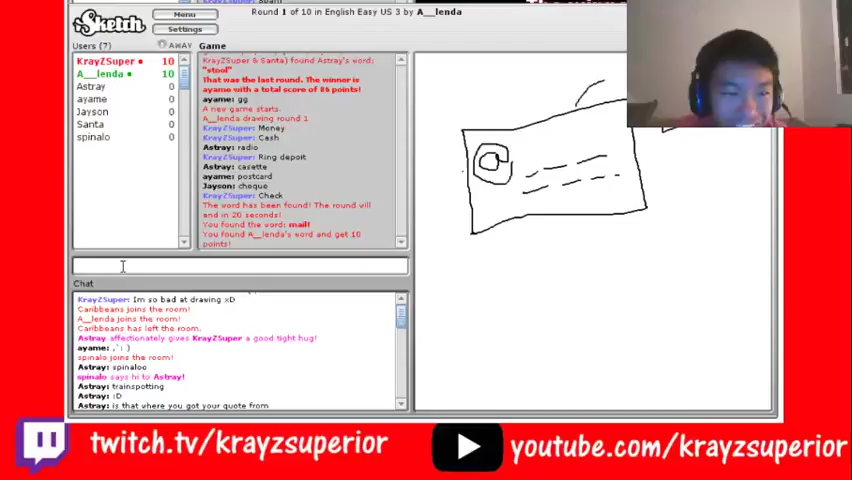 iSketch
Menu
Settings
Round 1 of 10 in English Easy US 3 by A__lenda
Users (7)
AWAY
Game
KrayZSuper • 10
A__lenda • 10
Astray 0
ayame 0
Jayson 0
Santa 0
spinalo 0
KrayZSuper & Santa) found Astray's word:
"stool"
That was the last round. The winner is
ayame with a total score of 86 points!
ayame: gg
A new game starts.
A__lenda drawing round 1
KrayZSuper: Money
KrayZSuper: Cash
Astray: radio
KrayZSuper: Ring depoit
Astray: casette
ayame: postcard
Jayson: cheque
KrayZSuper: Check
The word has been found! The round will
end in 20 seconds!
You found the word: mail!
You found A__lenda's word and get 10
points!
Chat
KrayZSuper: Im so bad at drawing xD
Caribbeans joins the room!
A__lenda joins the room!
Caribbeans has left the room.
Astray affectionately gives KrayZSuper a good tight hug!
ayame: ,`: )
spinalo joins the room!
Astray: spinaloo
spinalo says hi to Astray!
Astray: trainspotting
Astray: :D
Astray: is that where you got your quote from
twitch.tv/krayzsuperior
youtube.com/krayzsuperior